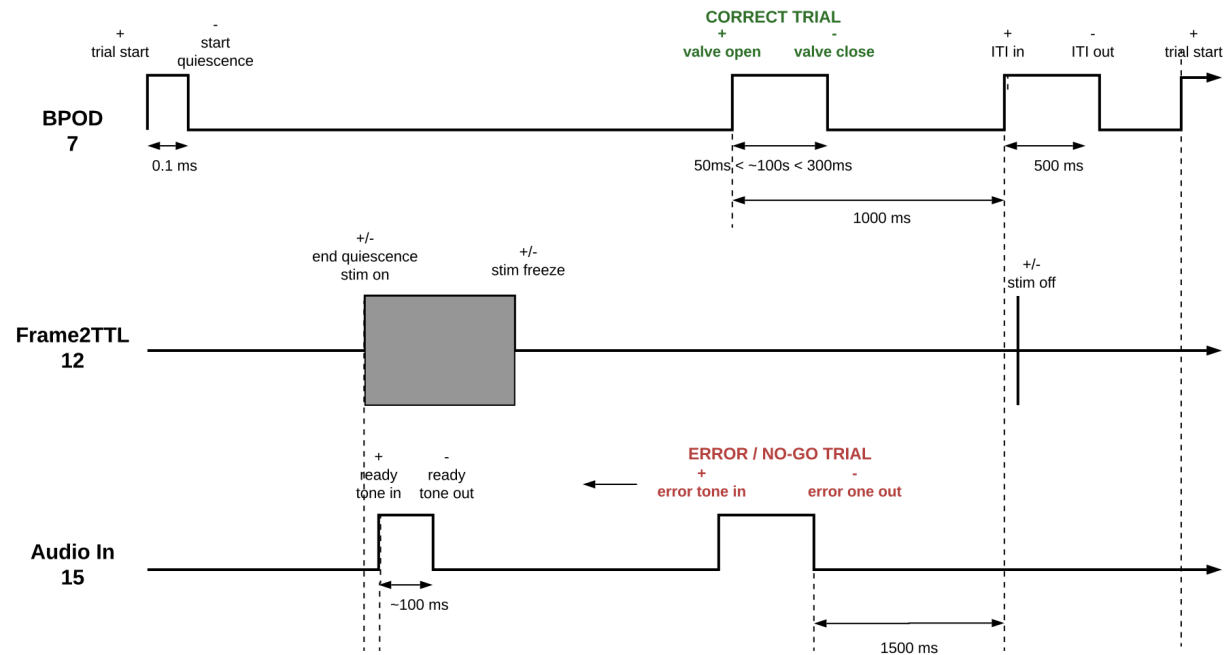 CORRECT TRIAL
+
trial start
-
start
quiescence
+
valve open
-
valve close
+
ITI in
-
ITI out
+
trial start
BPOD
7
0.1 ms
50ms < ~100s < 300ms
500 ms
1000 ms
+/-
end quiescence
stim on
+/-
stim freeze
+/-
stim off
Frame2TTL
12
ERROR / NO-GO TRIAL
+
ready
tone in
-
ready
tone out
+
error tone in
-
error one out
Audio In
15
~100 ms
1500 ms